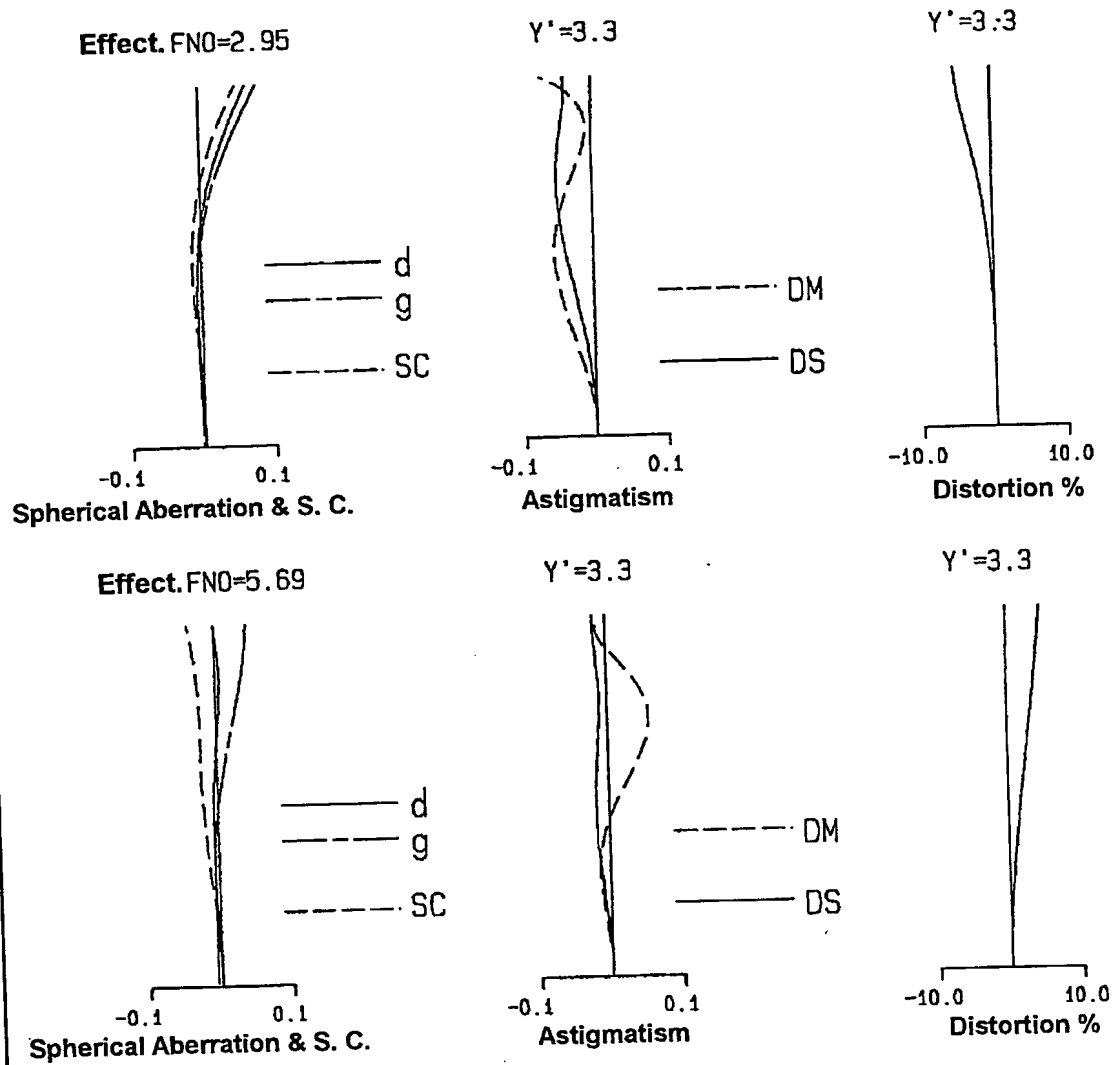 Effect. FNO=2.95
Y'=3.3
Y'=3.3
d
g
SC
DM
DS
-0.1 0.1
Spherical Aberration & S. C.
-0.1 0.1
Astigmatism
-10.0 10.0
Distortion %
Effect. FNO=5.69
Y'=3.3
Y'=3.3
d
g
SC
DM
DS
-0.1 0.1
Spherical Aberration & S. C.
-0.1 0.1
Astigmatism
-10.0 10.0
Distortion %